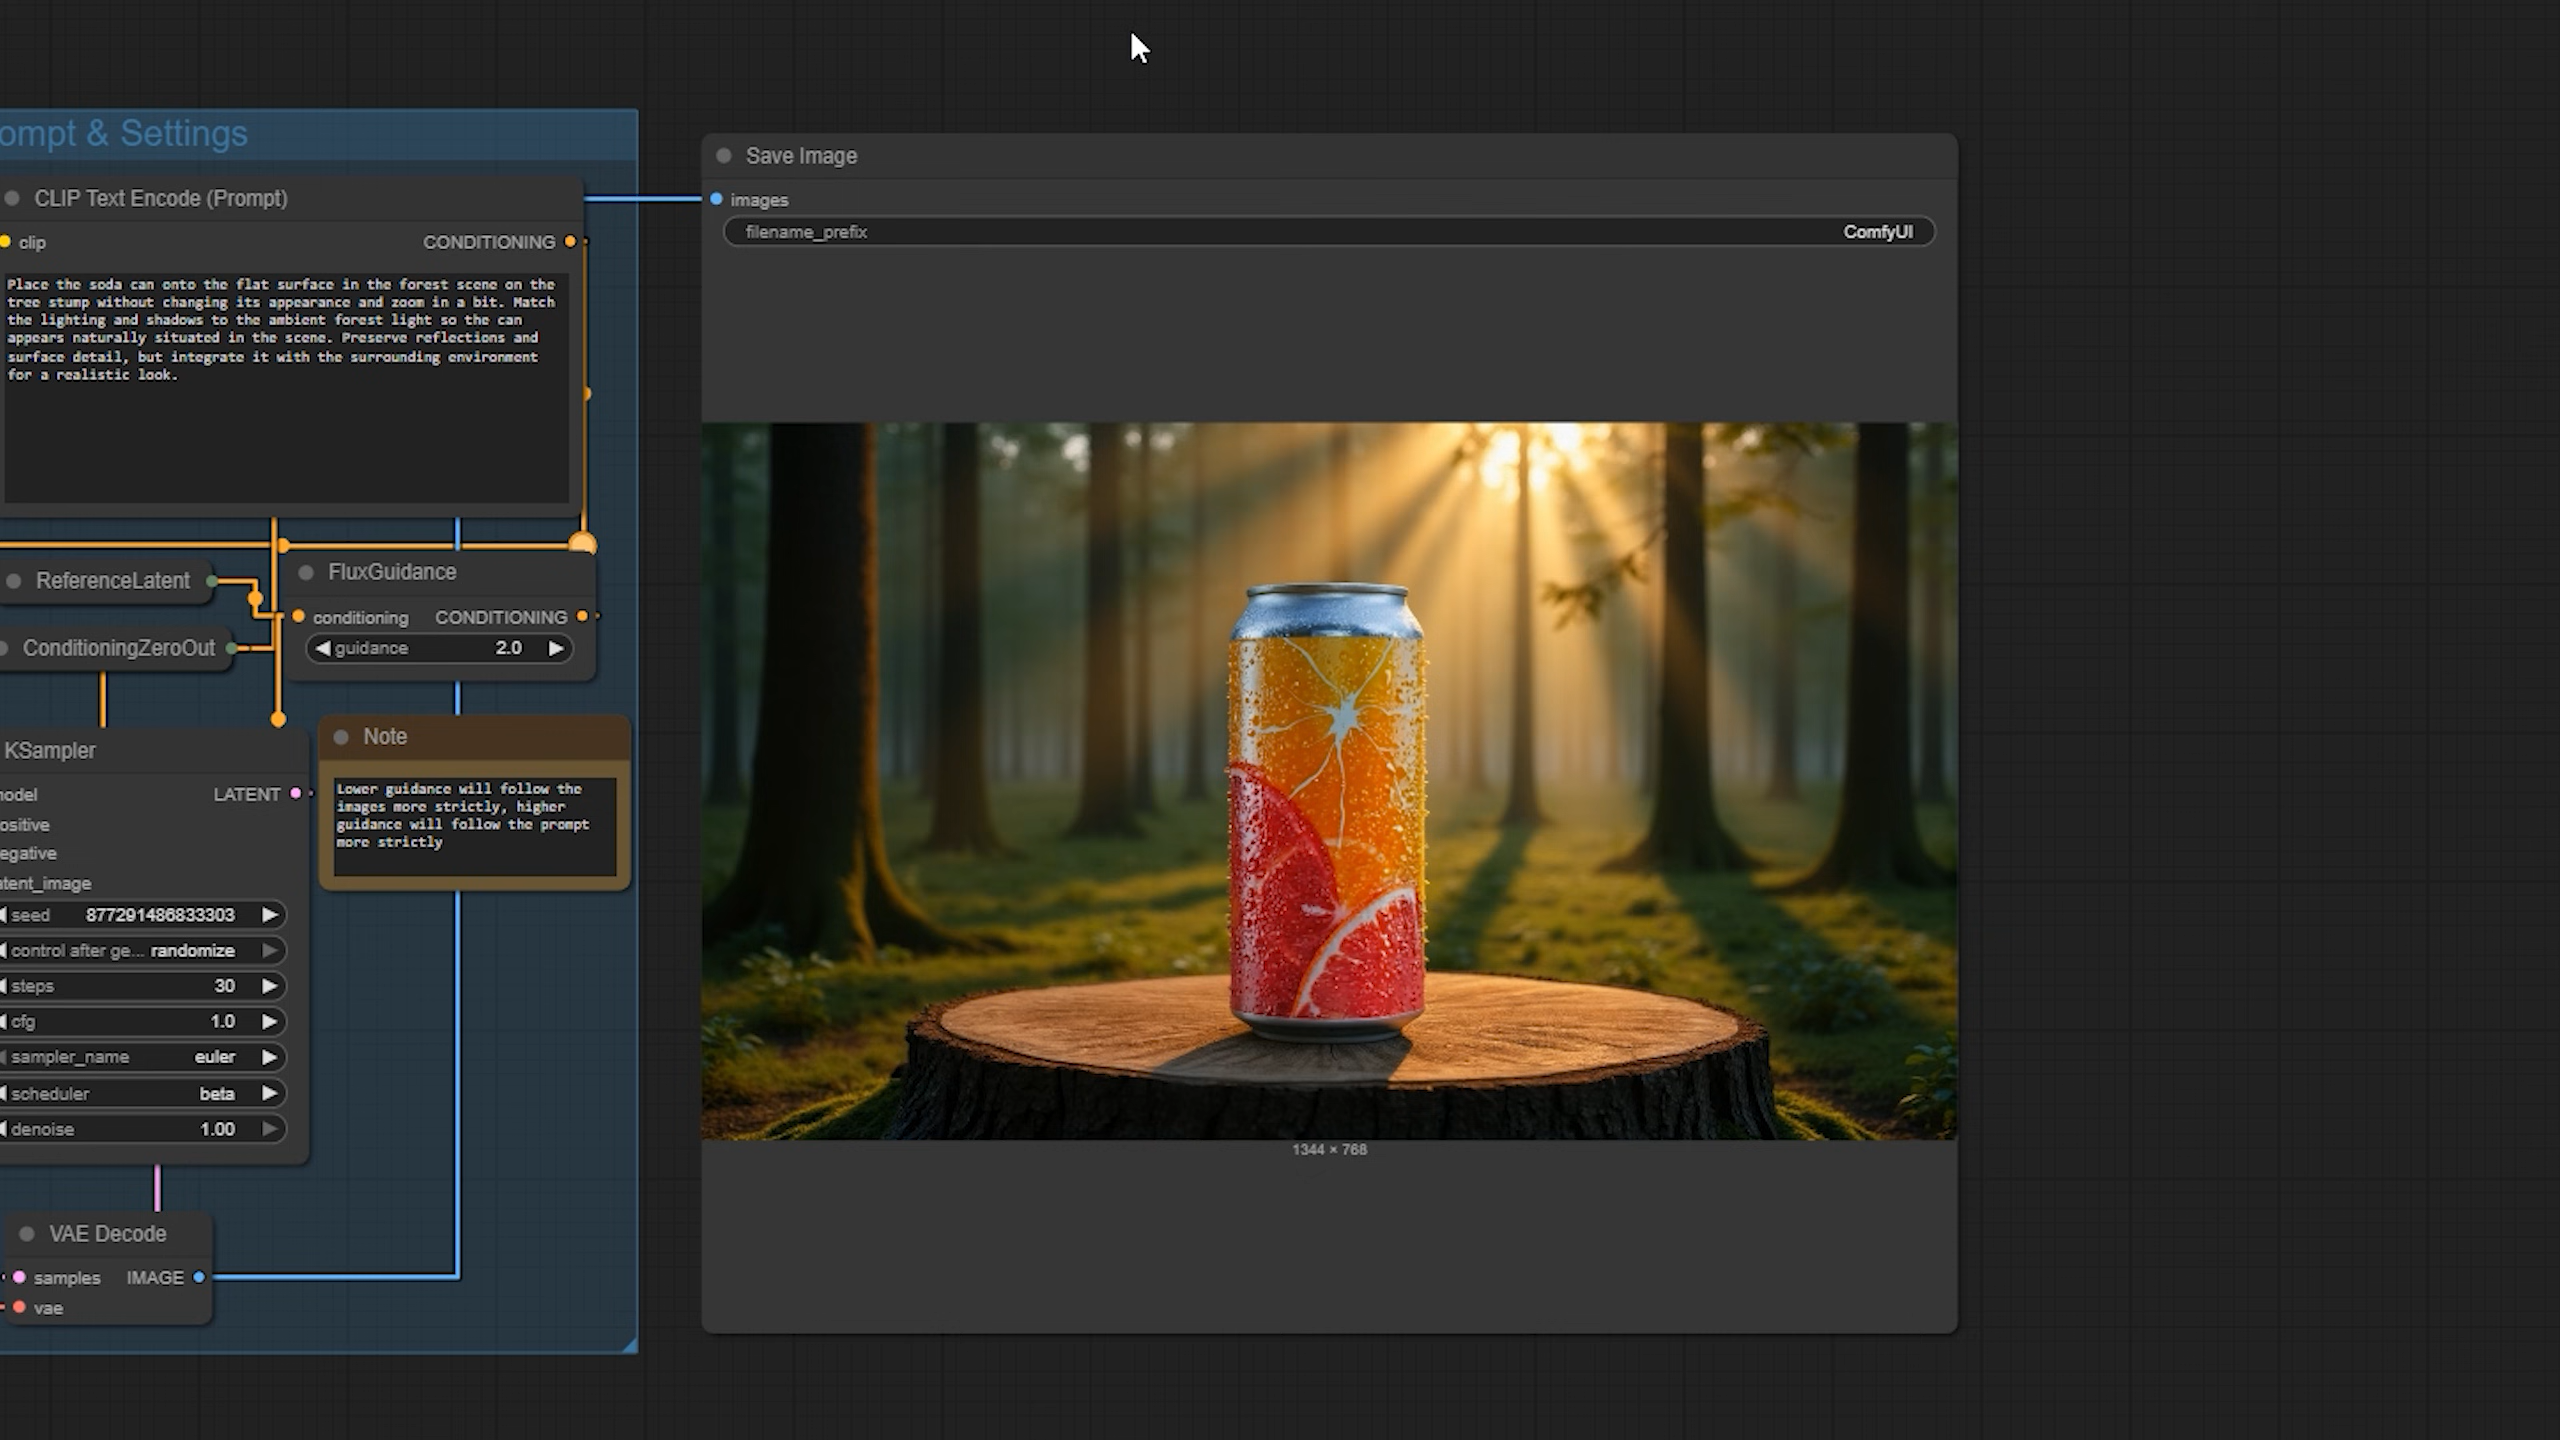 ompt & Settings
CLIP Text Encode (Prompt)
clip
CONDITIONING
Place the soda can onto the flat surface in the forest scene on the
tree stump without changing its appearance and zoom in a bit. Match
the lighting and shadows to the ambient forest light so the can
appears naturally situated in the scene. Preserve reflections and
surface detail, but integrate it with the surrounding environment
for a realistic look.
ReferenceLatent
ConditioningZeroOut
FluxGuidance
conditioning
CONDITIONING
guidance 2.0
KSampler
LATENT
odel
ositive
egative
tent_image
seed 877291486833303
control after ge... randomize
steps 30
cfg 1.0
sampler_name euler
scheduler beta
denoise 1.00
Note
Lower guidance will follow the
images more strictly, higher
guidance will follow the prompt
more strictly
VAE Decode
samples
IMAGE
vae
Save Image
images
filename_prefix ComfyUI
1344 × 768